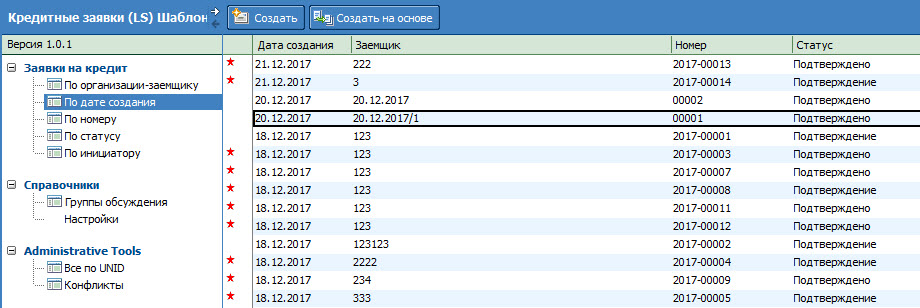 Кредитные заявки (LS) Шаблон
Создать
Создать на основе
Версия 1.0.1
Заявки на кредит
По организации-заемщику
По дате создания
По номеру
По статусу
По инициатору
Справочники
Группы обсуждения
Настройки
Administrative Tools
Все по UNID
Конфликты
Дата создания Заемщик Номер Статус
21.12.2017 222 2017-00013 Подтверждено
21.12.2017 3 2017-00014 Подтверждение
20.12.2017 20.12.2017 00002 Подтверждено
20.12.2017 20.12.2017/1 00001 Подтверждено
18.12.2017 123 2017-00001 Подтверждение
18.12.2017 123 2017-00003 Подтверждено
18.12.2017 123 2017-00007 Подтверждено
18.12.2017 123 2017-00008 Подтверждение
18.12.2017 123 2017-00011 Подтверждено
18.12.2017 123 2017-00012 Подтверждено
18.12.2017 123123 2017-00002 Подтверждение
18.12.2017 2222 2017-00004 Подтверждение
18.12.2017 234 2017-00009 Подтверждено
18.12.2017 333 2017-00005 Подтверждение